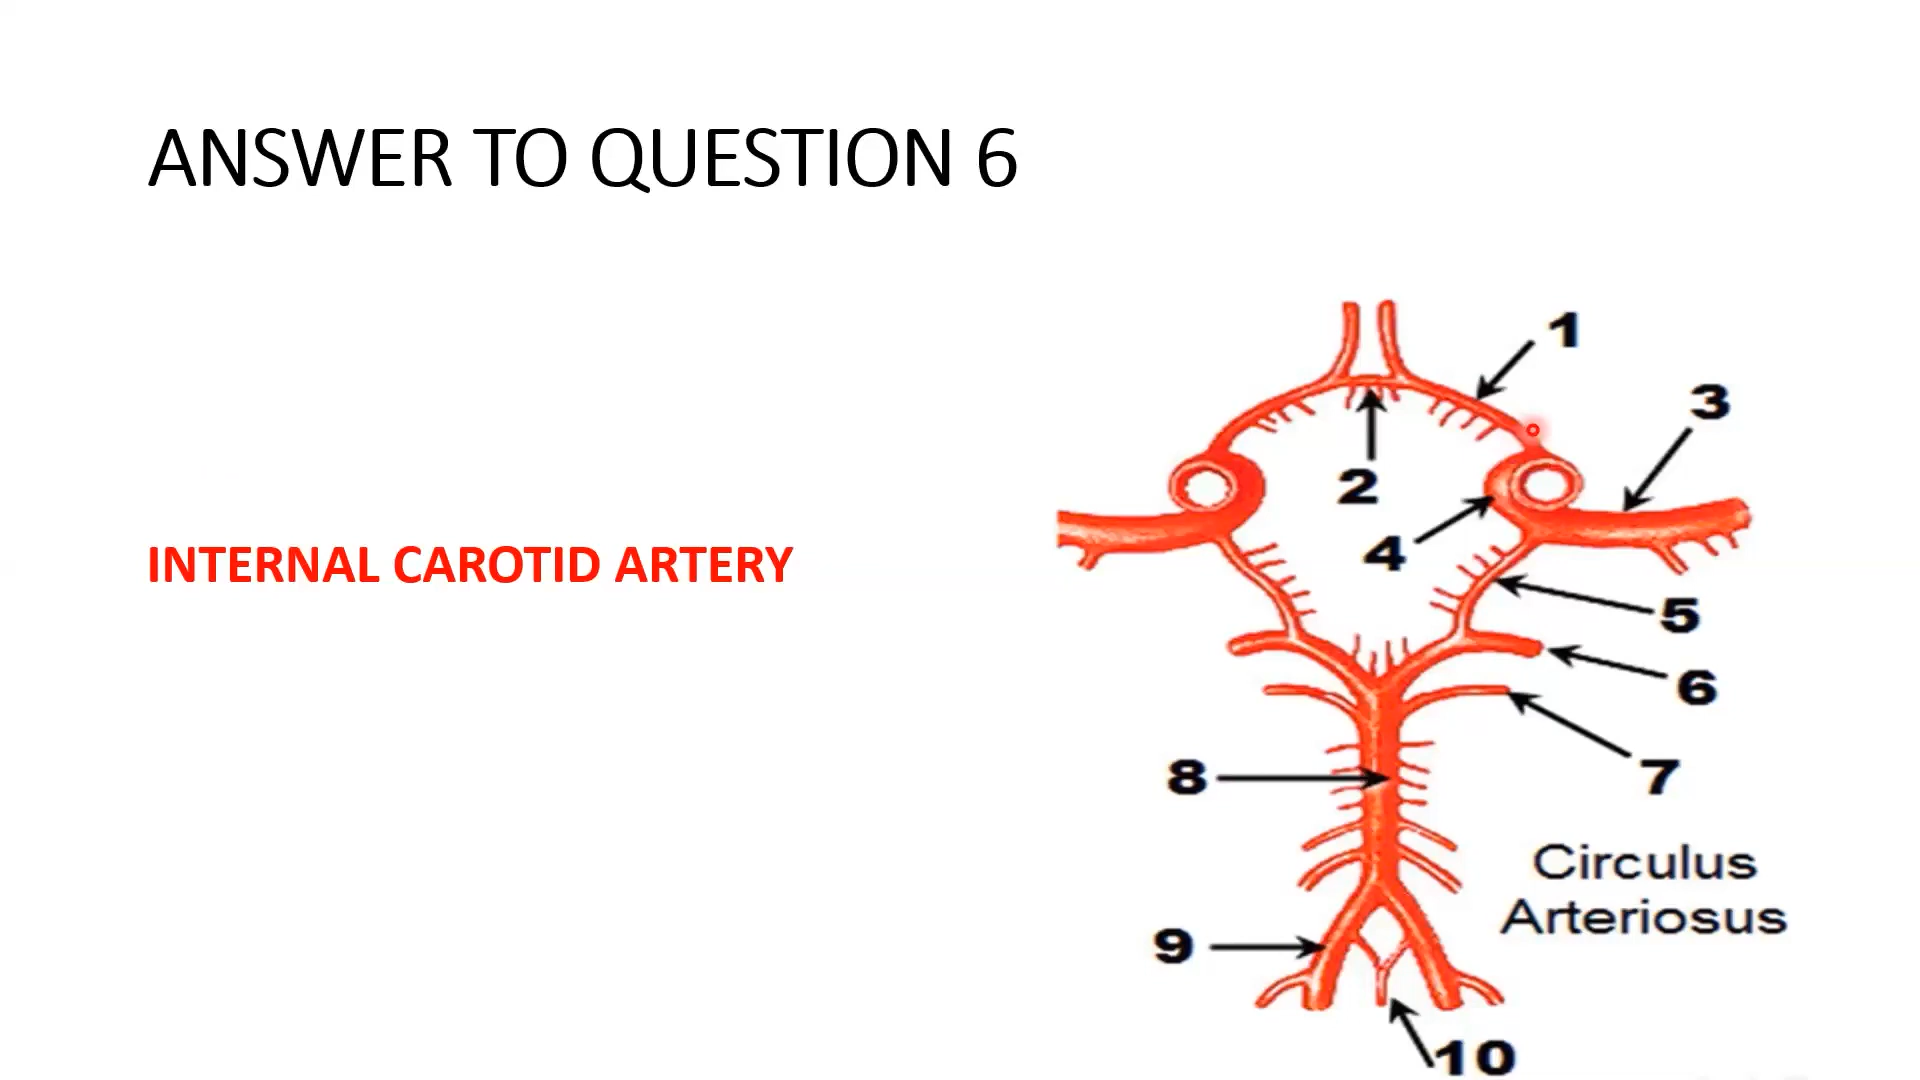 ANSWER TO QUESTION 6
1
3
2
4
INTERNAL CAROTID ARTERY
5
6
7
8
Circulus
Arteriosus
9
10